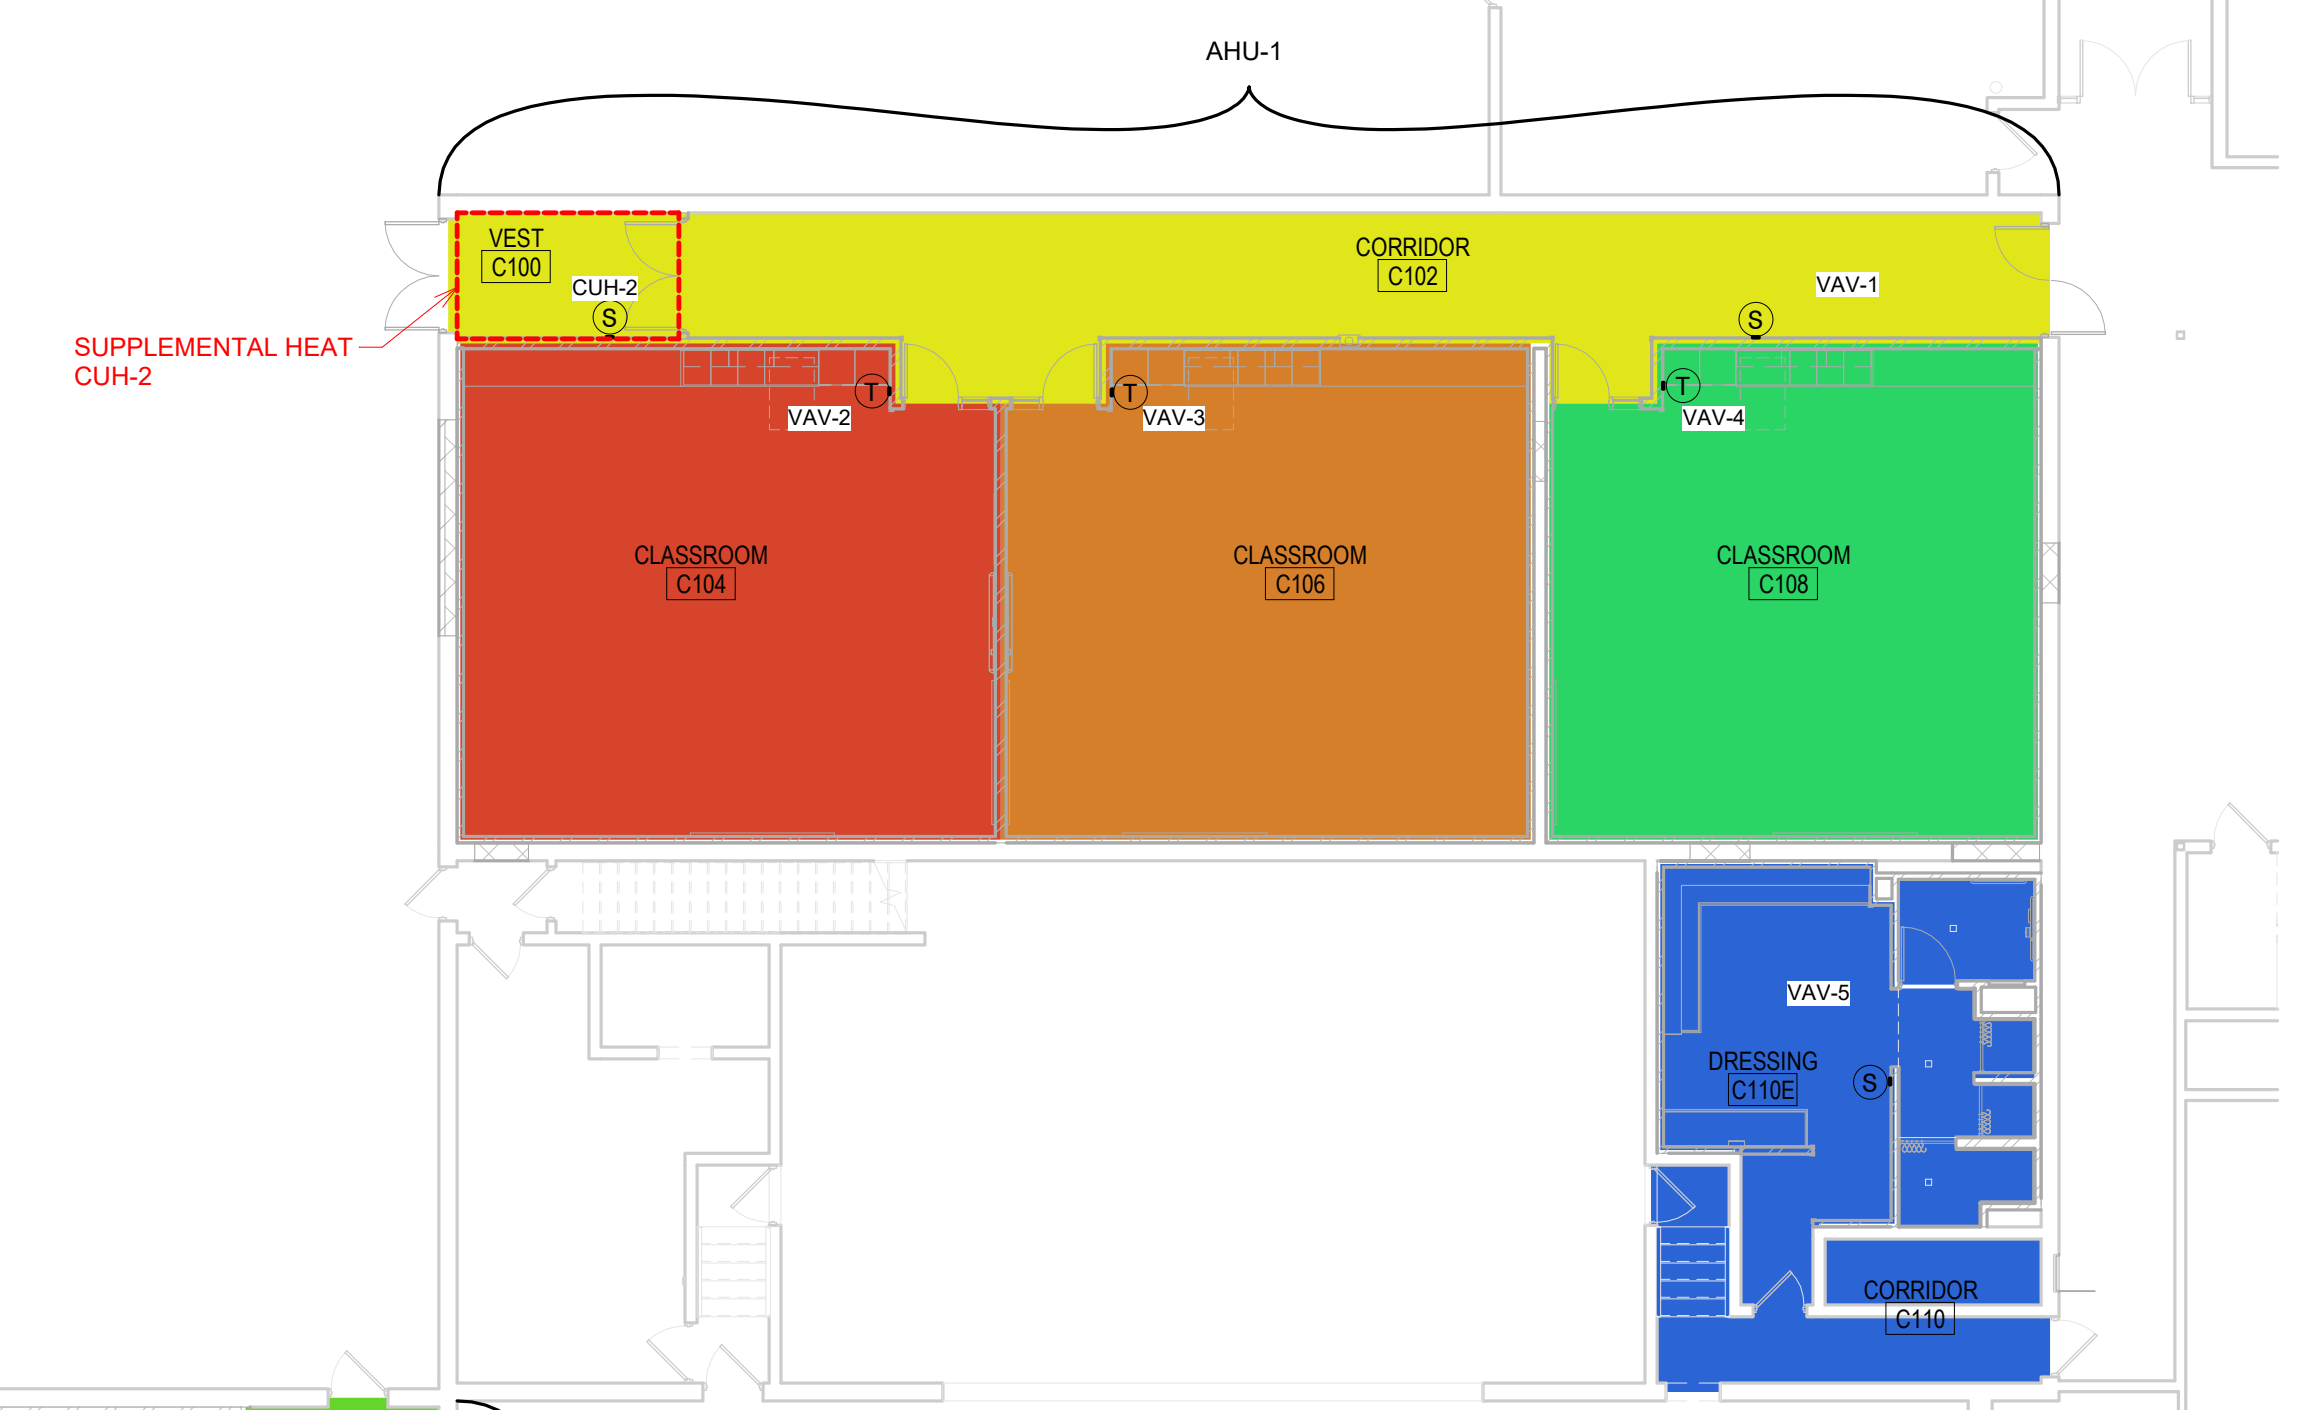 AHU-1
VEST
C100
CUH-2
S
CORRIDOR
C102
VAV-1
S
SUPPLEMENTAL HEAT
CUH-2
T
VAV-2
T
VAV-3
T
VAV-4
CLASSROOM
C104
CLASSROOM
C106
CLASSROOM
C108
VAV-5
DRESSING
C110E
S
CORRIDOR
C110